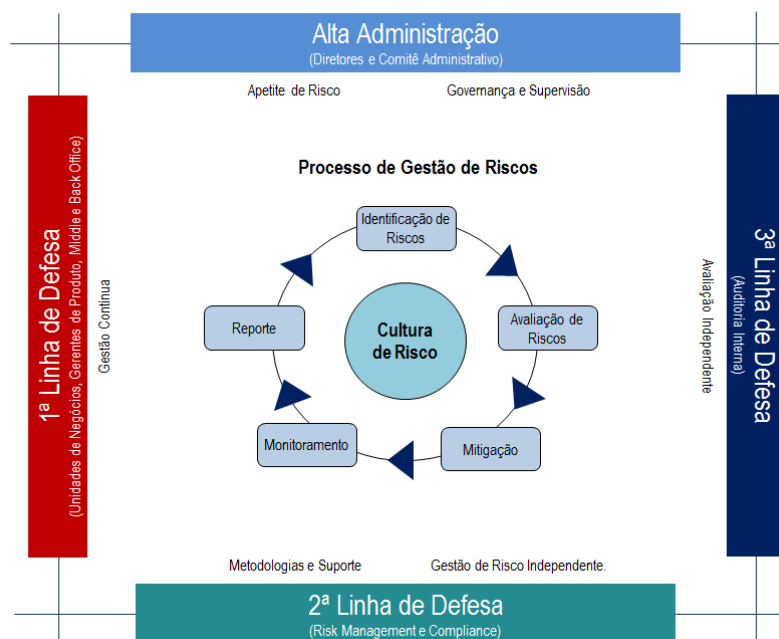 Alta Administração
(Diretores e Comitê Administrativo)
Apetite de Risco
Governança e Supervisão
1ª Linha de Defesa
(Unidades de Negócios, Gerentes de Produto, Middle e Back Office)
Gestão Contínua
Processo de Gestão de Riscos
Identificação de
Riscos
Reporte
Cultura
de Risco
Avaliação de
Riscos
Monitoramento
Mitigação
Avaliação Independente
3ª Linha de Defesa
(Auditoria Interna)
Metodologias e Suporte
Gestão de Risco Independente.
2ª Linha de Defesa
(Risk Management e Compliance)